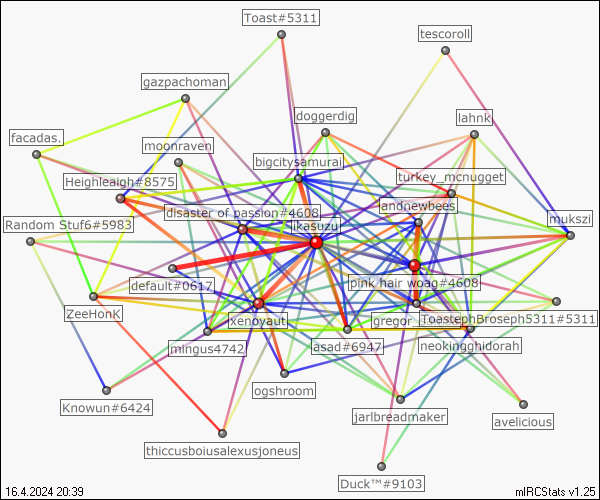 Toast#5311
tescoroll
gazpachoman
doggerdig
lahnk
facadas.
moonraven
bigcitysamurai
turkey_mcnugget
Heighleaigh#8575
landnewbees
disaster of passion#4608
mukszi
Random Stuf6#5983
likasuzu
default#0617
pink hair woag#4608
ZeeHonK
xenoyaut
gregor
ToastephBroseph5311#5311
mingus4742
asad#6947
neokingghidorah
ogshroom
Knowun#6424
jarlbreadmaker
avelicious
thiccusboiusalexusjoneus
Duck™#9103
16.4.2024 20:39
mIRCStats v1.25